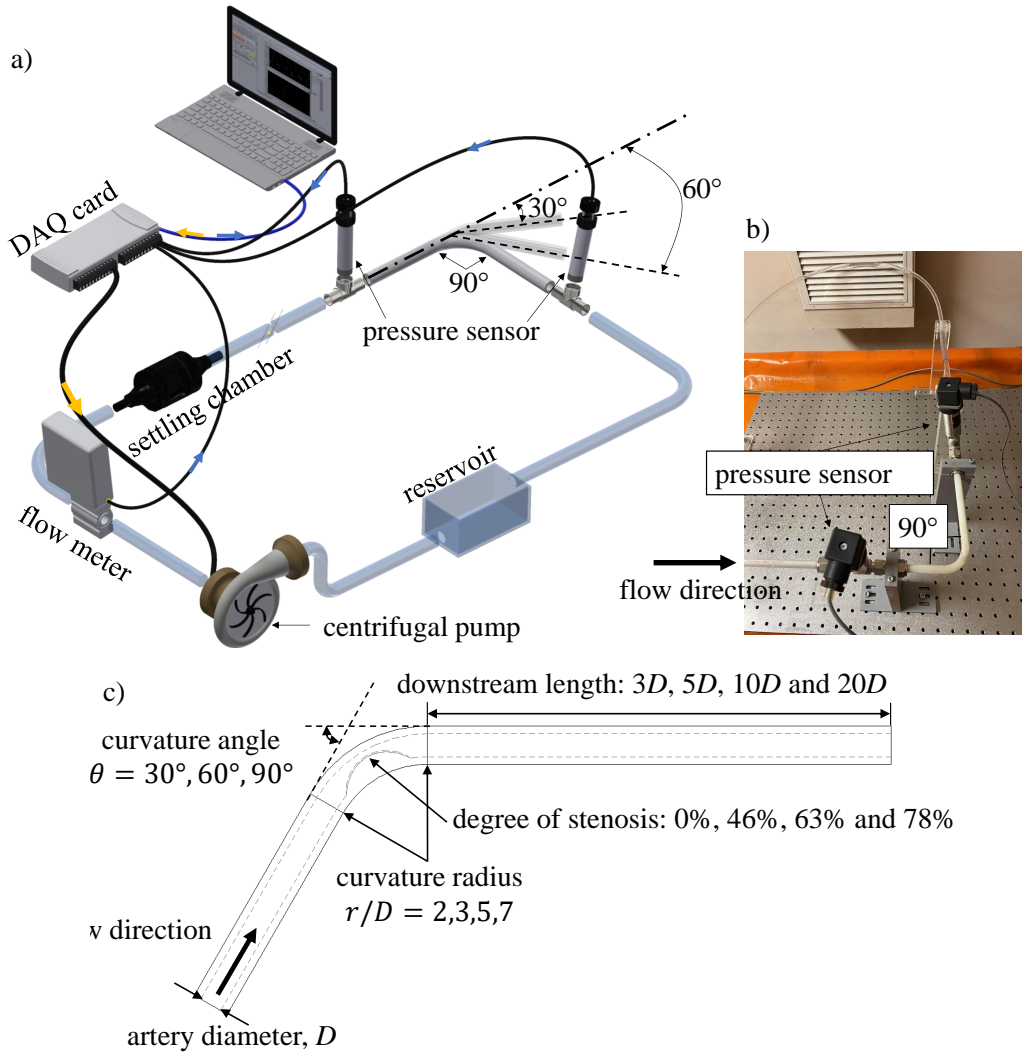 a)
DAQ card
60°
30°
90°
pressure sensor
settling chamber
flow meter
reservoir
centrifugal pump
b)
pressure sensor
90°
flow direction
c)
downstream length: 3D, 5D, 10D and 20D
curvature angle
θ = 30°, 60°, 90°
degree of stenosis: 0%, 46%, 63% and 78%
curvature radius
r/D = 2,3,5,7
w direction
artery diameter, D